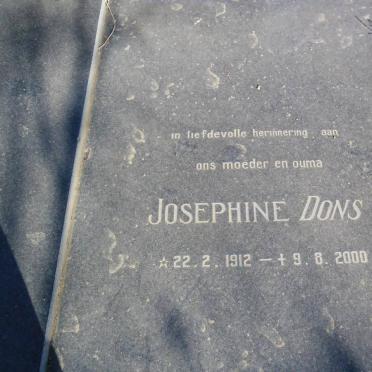 in liefdevolle herinnering aan
ons moeder en ouma
JOSEPHINE DONS
☆ 22. 2. 1912 — † 9. 8. 2000